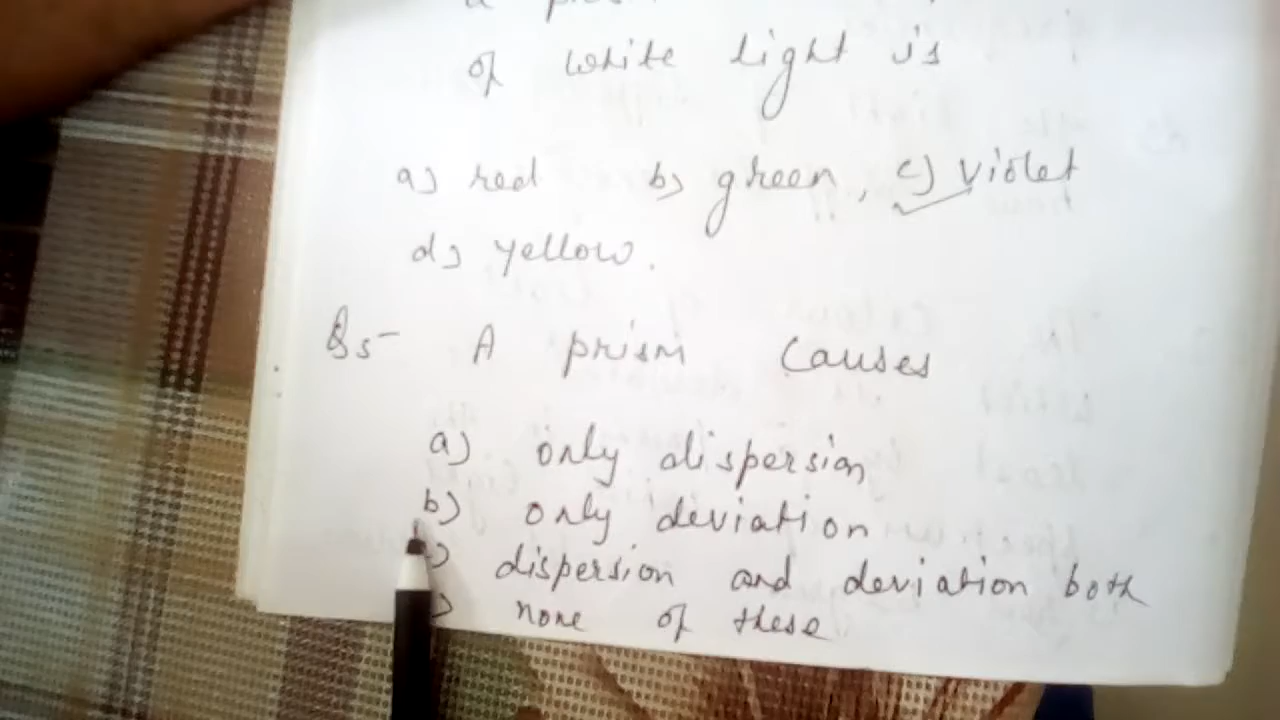 of white light is
a) red b) green, c) violet
d) yellow.
Q5- A prism causes
a) only dispersion
b) only deviation
) dispersion and deviation both
) none of these